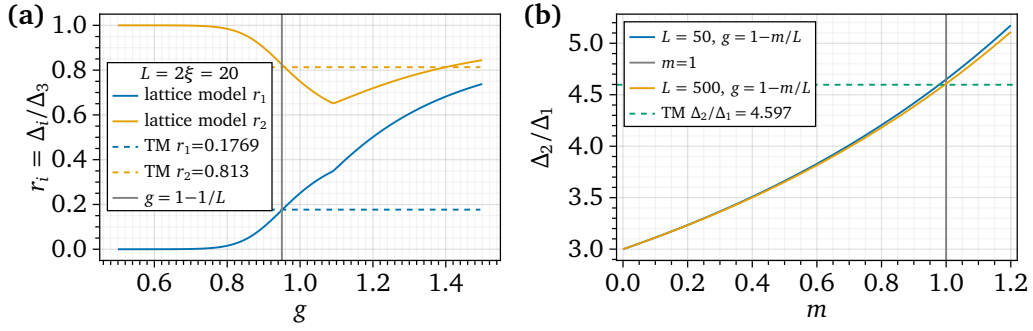 (a)
r_i = Δ_i/Δ_3
1.0
0.8
0.6
0.4
0.2
0.0
L = 2ξ = 20
lattice model r_1
lattice model r_2
TM r_1=0.1769
TM r_2=0.813
g = 1−1/L
0.6 0.8 1.0 1.2 1.4
g
(b)
Δ_2/Δ_1
5.0
4.5
4.0
3.5
3.0
L = 50, g = 1−m/L
m=1
L = 500, g = 1−m/L
TM Δ_2/Δ_1 = 4.597
0.0 0.2 0.4 0.6 0.8 1.0 1.2
m